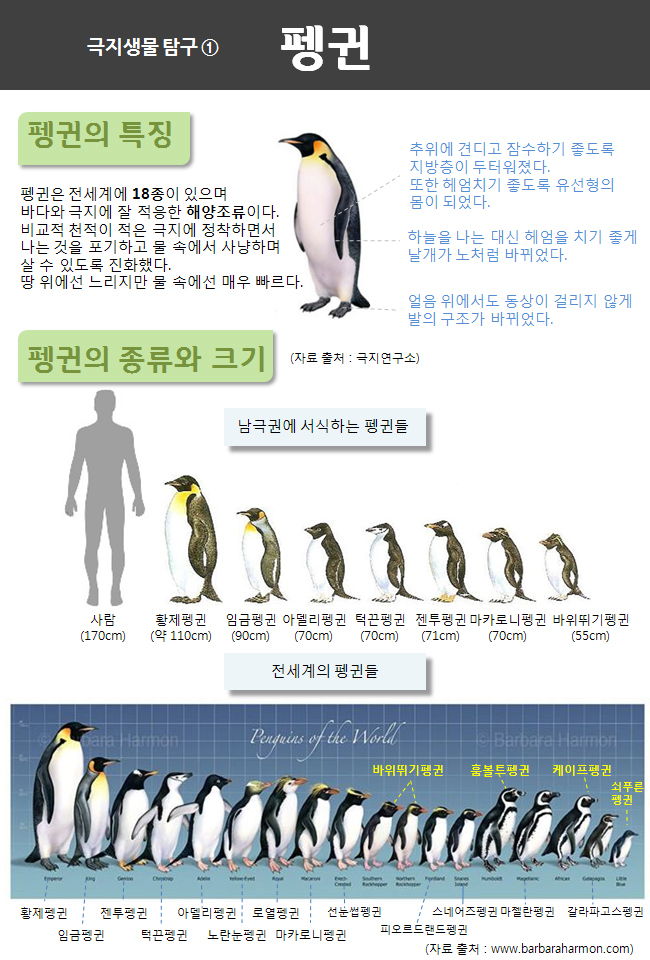 극지생물 탐구 ①
펭귄
펭귄의 특징
펭귄은 전세계에 18종이 있으며
바다와 극지에 잘 적응한 해양조류이다.
비교적 천적이 적은 극지에 정착하면서
나는 것을 포기하고 물 속에서 사냥하며
살 수 있도록 진화했다.
땅 위에선 느리지만 물 속에선 매우 빠르다.
추위에 견디고 잠수하기 좋도록
지방층이 두터워졌다.
또한 헤엄치기 좋도록 유선형의
몸이 되었다.
하늘을 나는 대신 헤엄을 치기 좋게
날개가 노처럼 바뀌었다.
얼음 위에서도 동상이 걸리지 않게
발의 구조가 바뀌었다.
펭귄의 종류와 크기
(자료 출처 : 극지연구소)
남극권에 서식하는 펭귄들
사람 황제펭귄 임금펭귄 아델리펭귄 턱끈펭귄 젠투펭귄 마카로니펭귄 바위뛰기펭귄
(170cm) (약 110cm) (90cm) (70cm) (70cm) (71cm) (70cm) (55cm)
전세계의 펭귄들
© Barbara Harmon Penguins of the World © Barbara Harmon
바위뛰기펭귄 훔볼트펭귄 케이프펭귄
쇠푸른
펭귄
Emperor King Gentoo Chinstrap Adelie Yellow-Eyed Royal Macaroni Erect-Crested Southern Rockhopper Northern Rockhopper Fiordland Snares Island Humboldt Magellanic African Galapagos Little Blue
황제펭귄 젠투펭귄 아델리펭귄 로열펭귄 선눈썹펭귄 스네어즈펭귄 마젤란펭귄 갈라파고스펭귄
임금펭귄 턱끈펭귄 노란눈펭귄 마카로니펭귄 피오르드랜드펭귄
(자료 출처 : www.barbaraharmon.com)